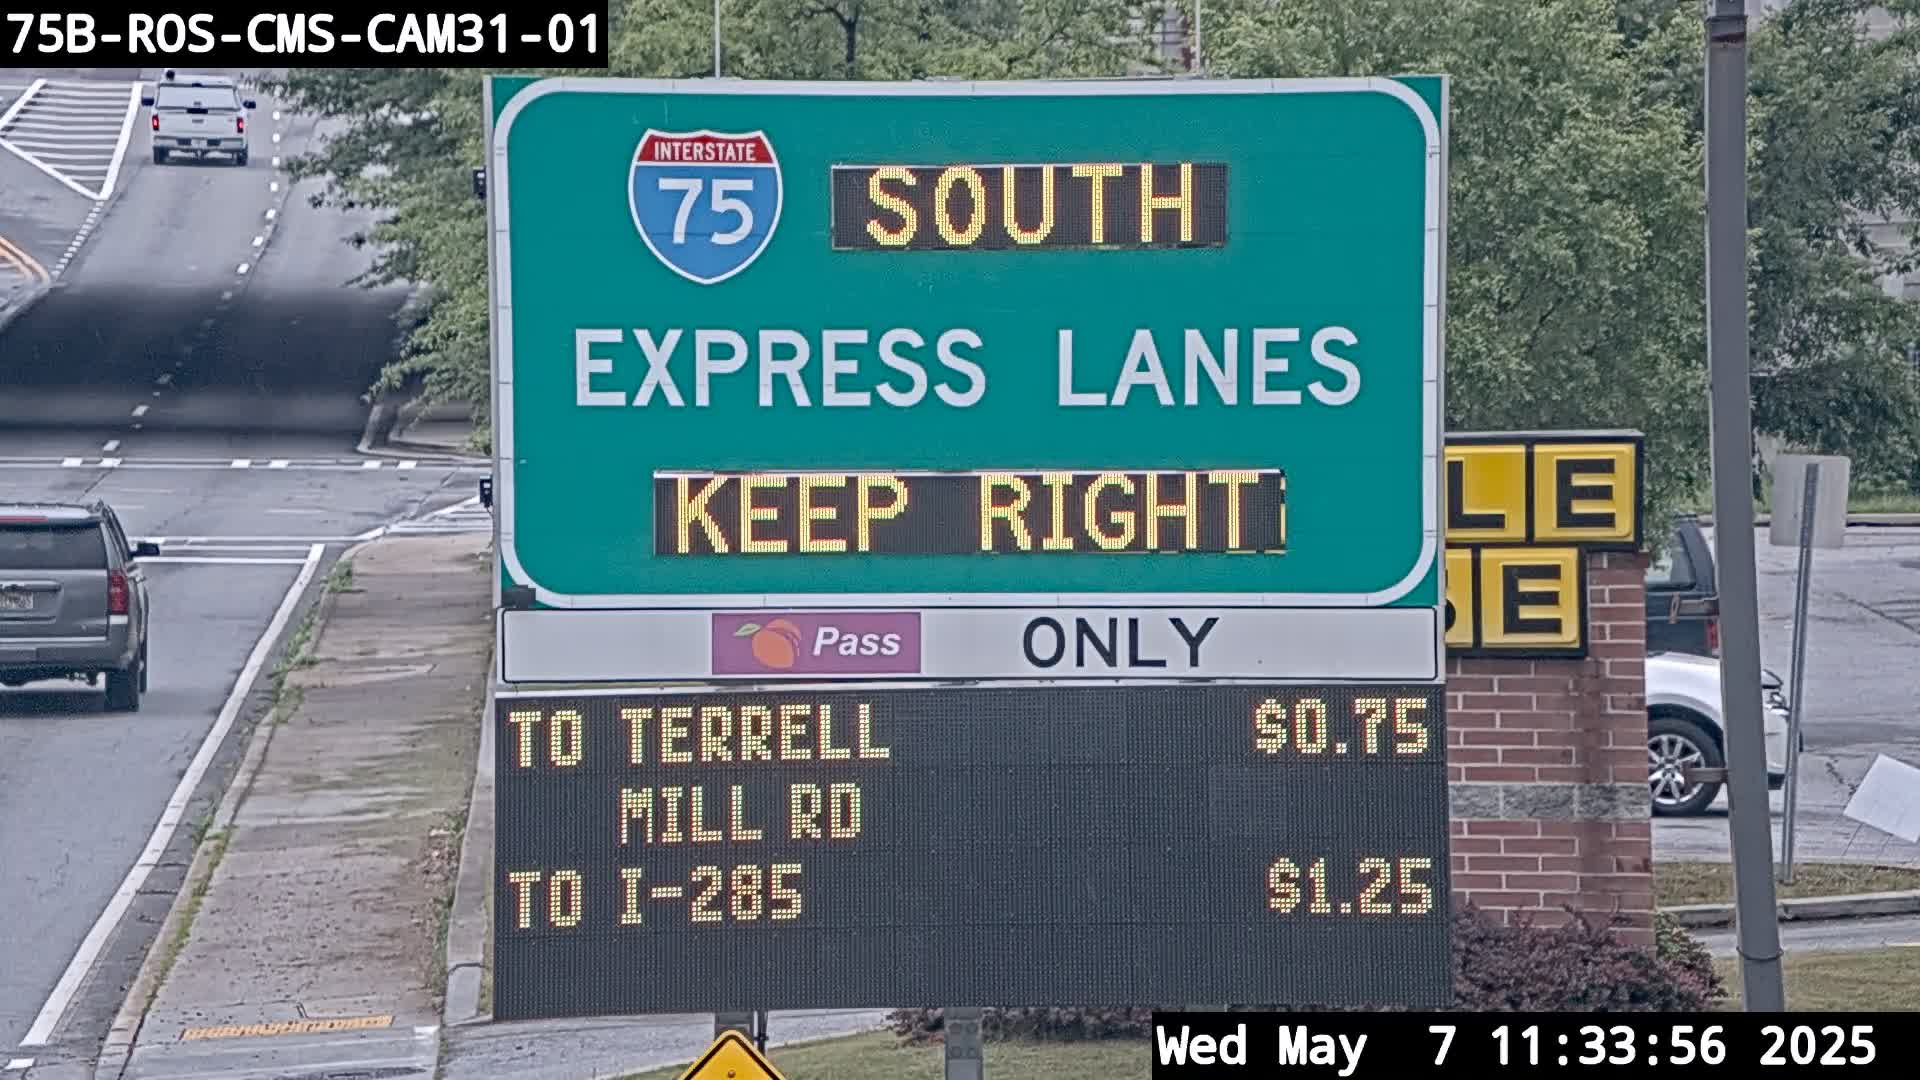 75B-ROS-CMS-CAM31-01
INTERSTATE
75
SOUTH
EXPRESS LANES
KEEP RIGHT
LE
E
Pass ONLY
TO TERRELL $0.75
MILL RD
TO I-285 $1.25
Wed May 7 11:33:56 2025